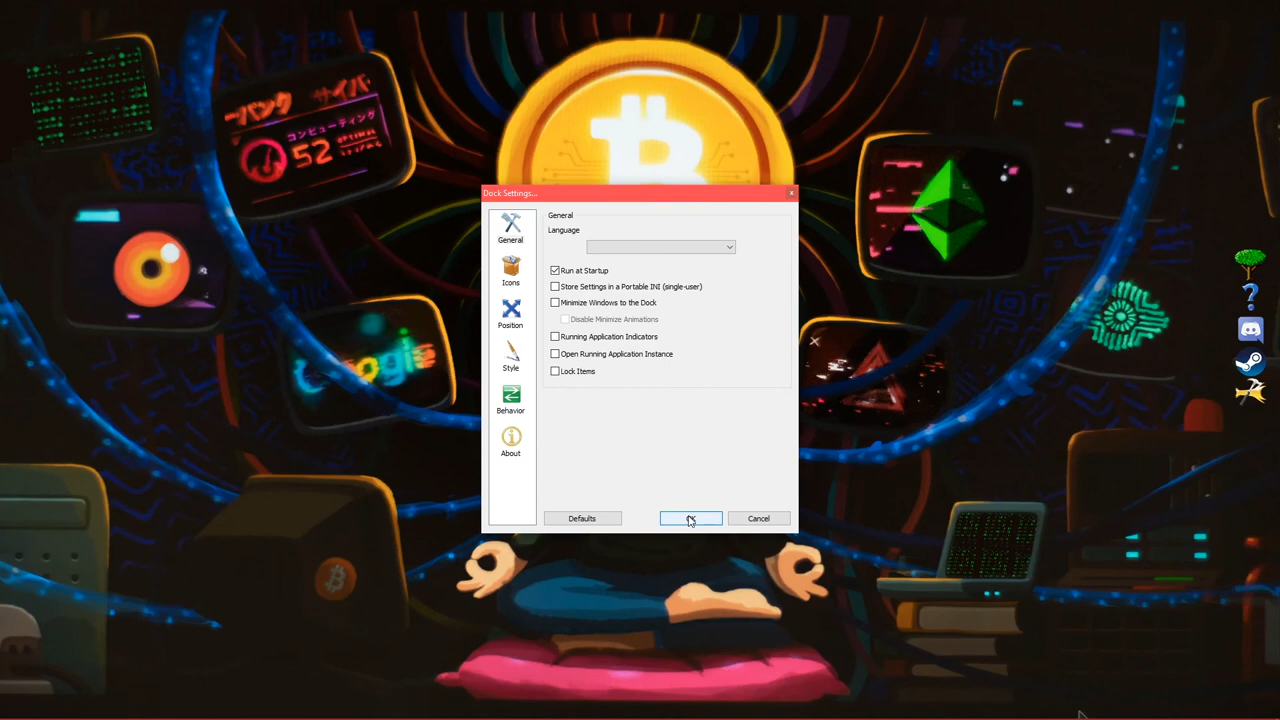 パンク サイバ
コンピューティング
52
OPTIMAL
Dock Settings...
x
General
Language
General
Run at Startup
Icons
Store Settings in a Portable INI (single-user)
Minimize Windows to the Dock
Position
Disable Minimize Animations
Running Application Indicators
Open Running Application Instance
Style
Lock Items
Behavior
About
Defaults
Cancel